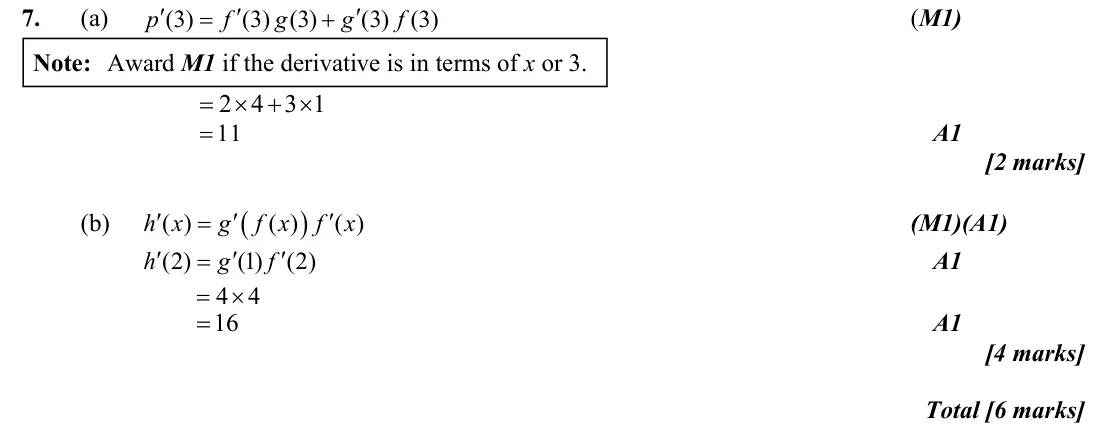 7. (a) p′(3) = f′(3) g(3) + g′(3) f(3) (M1)
Note: Award M1 if the derivative is in terms of x or 3.
= 2×4+3×1
= 11 A1
[2 marks]
(b) h′(x) = g′(f(x)) f′(x) (M1)(A1)
h′(2) = g′(1) f′(2) A1
= 4×4
= 16 A1
[4 marks]
Total [6 marks]